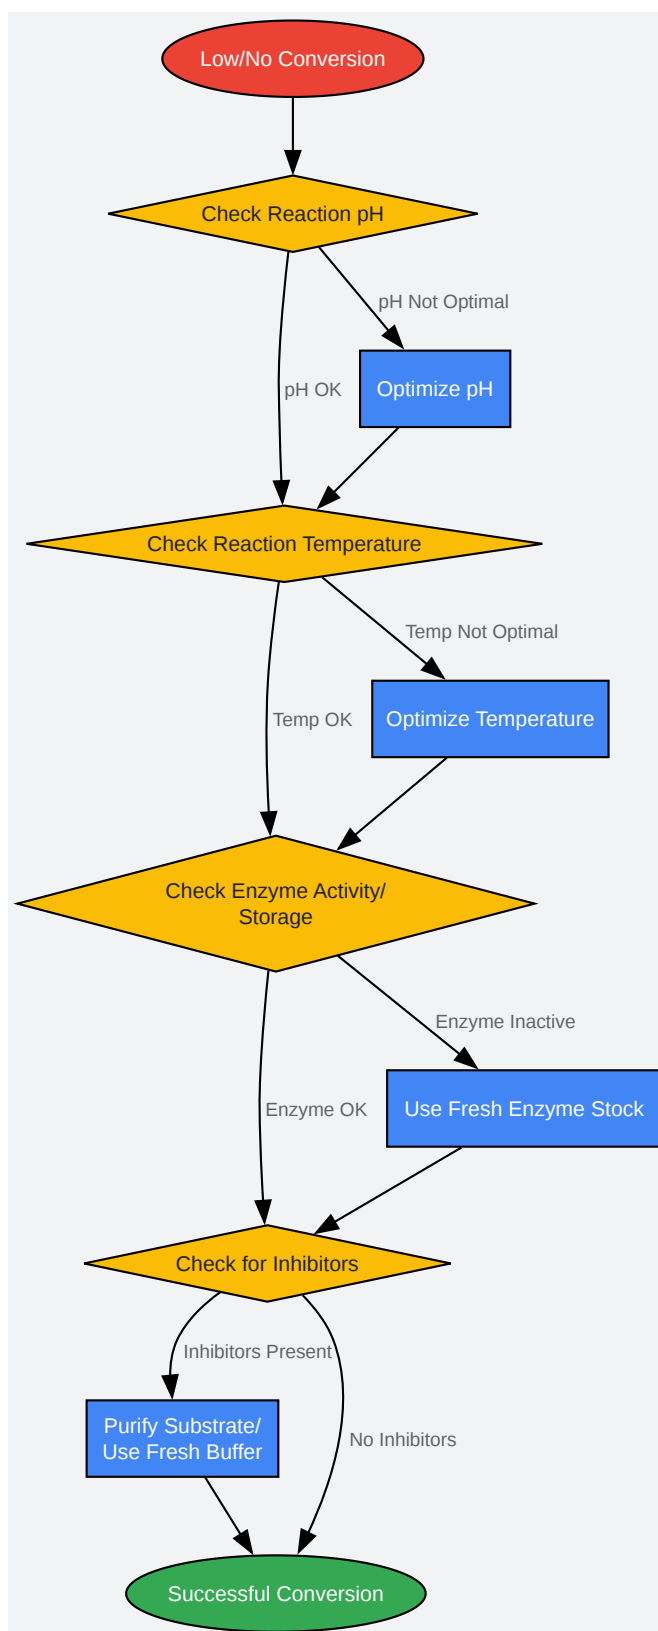 Low/No Conversion
Check Reaction pH
pH Not Optimal
pH OK
Optimize pH
Check Reaction Temperature
Temp Not Optimal
Temp OK
Optimize Temperature
Check Enzyme Activity/
Storage
Enzyme Inactive
Enzyme OK
Use Fresh Enzyme Stock
Check for Inhibitors
Inhibitors Present
Purify Substrate/
Use Fresh Buffer
No Inhibitors
Successful Conversion